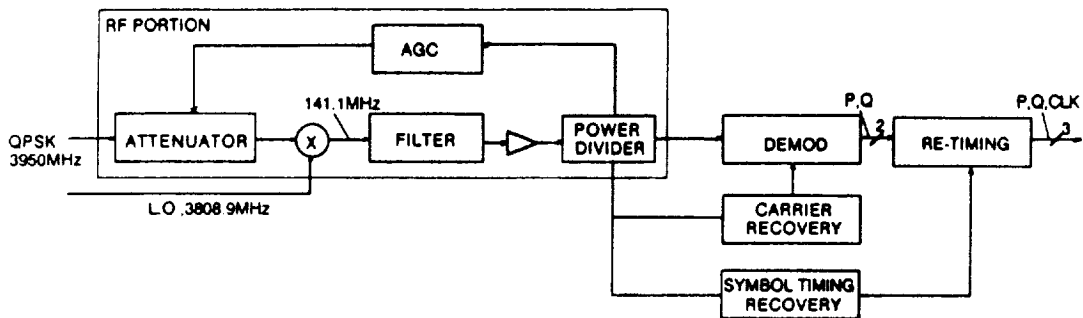 RF PORTION
AGC
141.1MHz
P,Q
P,Q,CLK
QPSK
3950MHz
ATTENUATOR
X
FILTER
POWER
DIVIDER
DEMOD
2
RE-TIMING
3
L.O ,3808.9MHz
CARRIER
RECOVERY
SYMBOL TIMING
RECOVERY